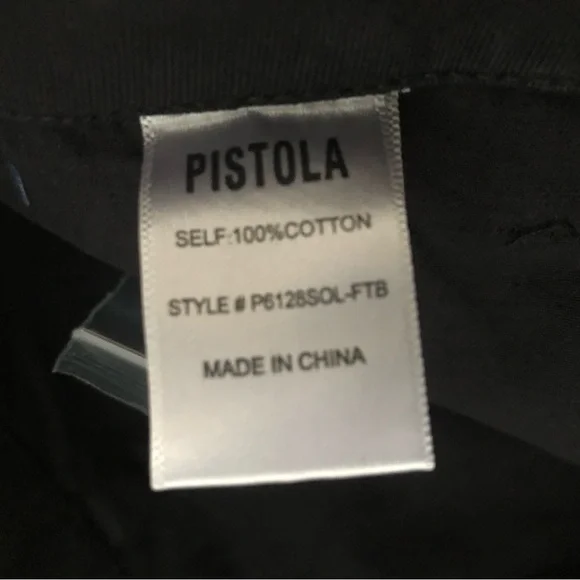 PISTOLA
SELF:100%COTTON
STYLE # P6128SOL-FTB
MADE IN CHINA